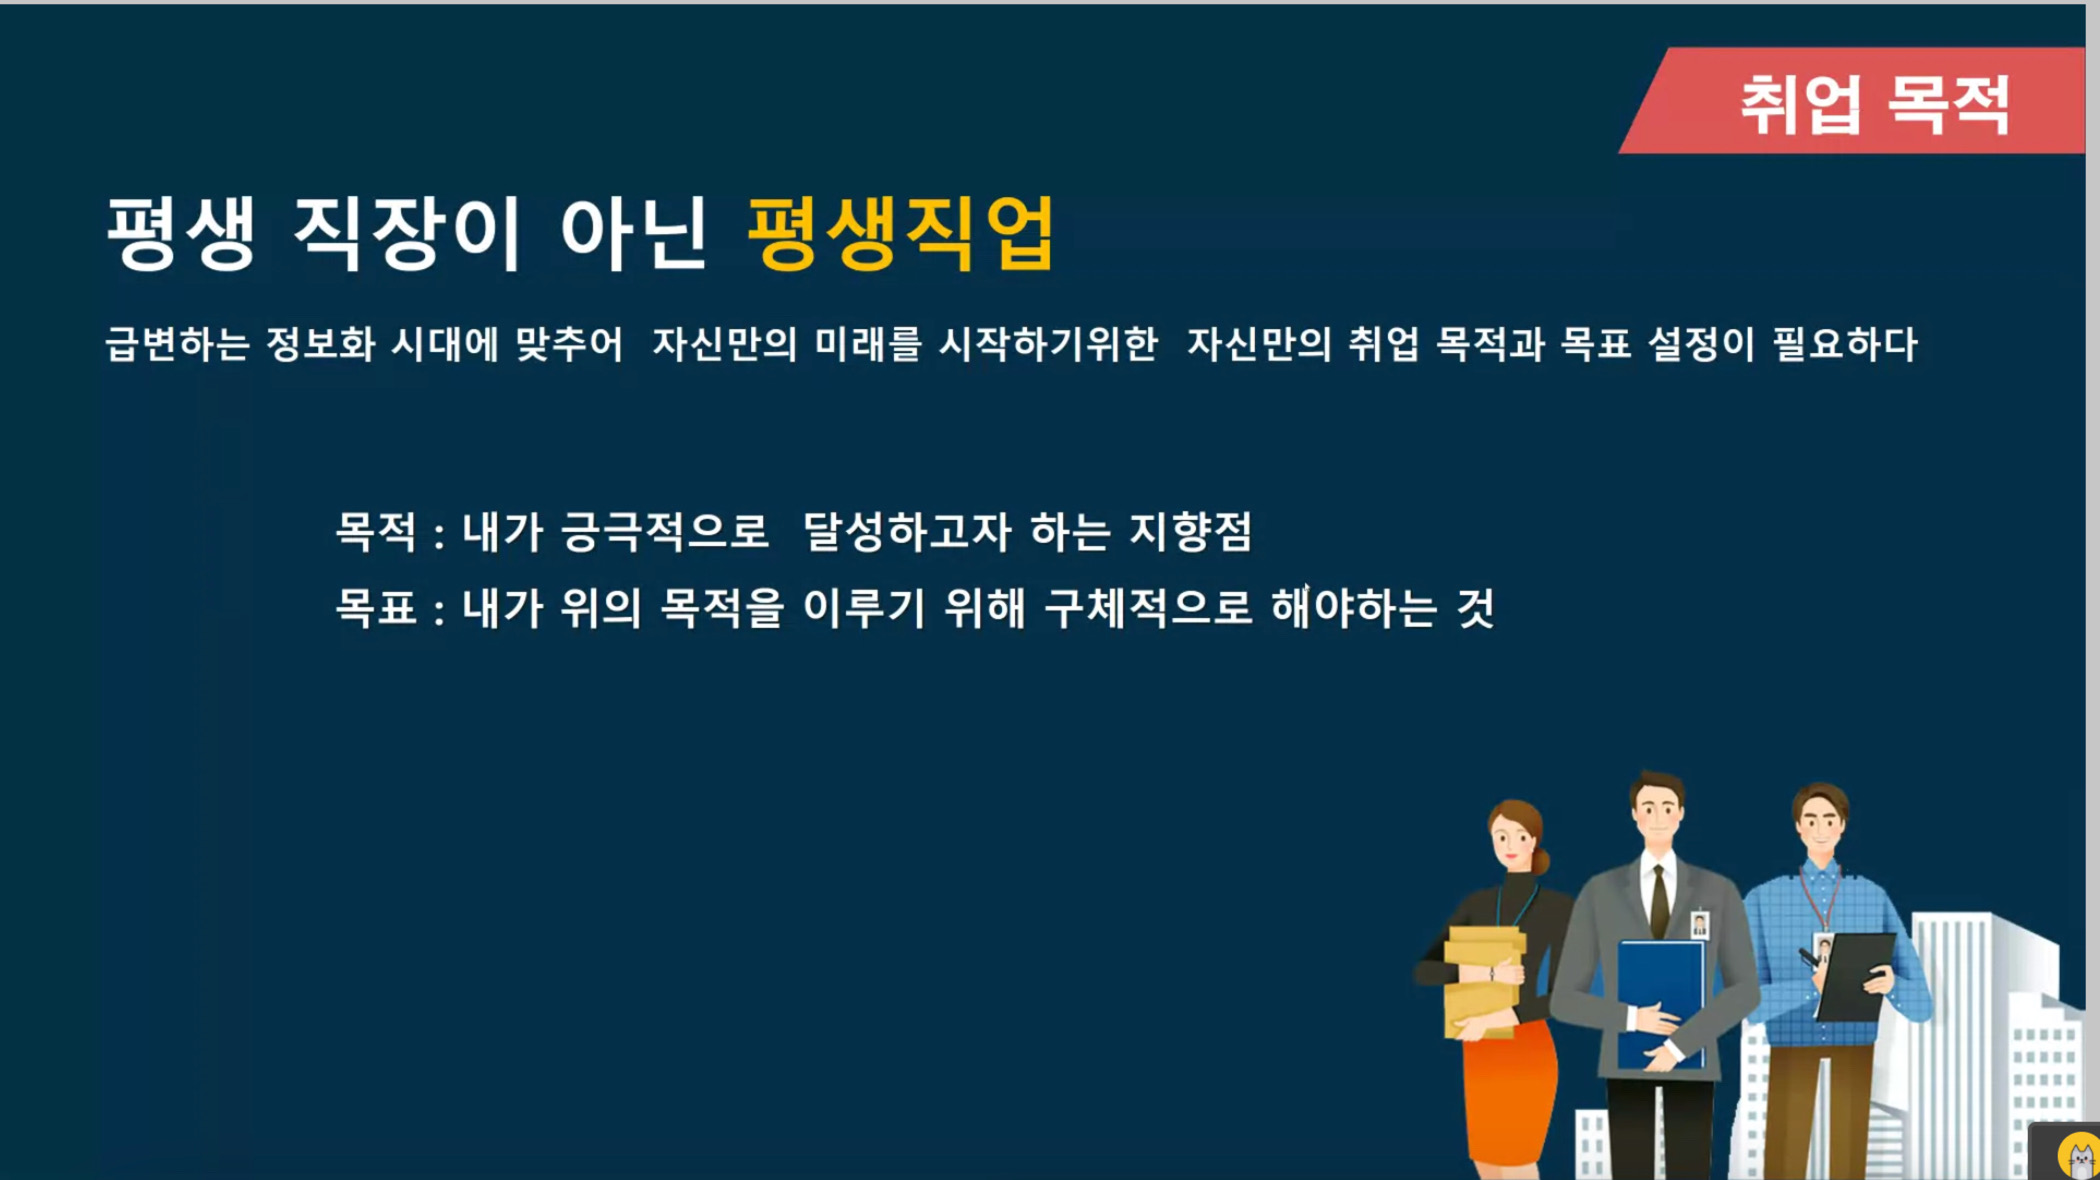 취업 목적
평생 직장이 아닌 평생직업
급변하는 정보화 시대에 맞추어 자신만의 미래를 시작하기위한 자신만의 취업 목적과 목표 설정이 필요하다
목적 : 내가 긍극적으로 달성하고자 하는 지향점
목표 : 내가 위의 목적을 이루기 위해 구체적으로 해야하는 것